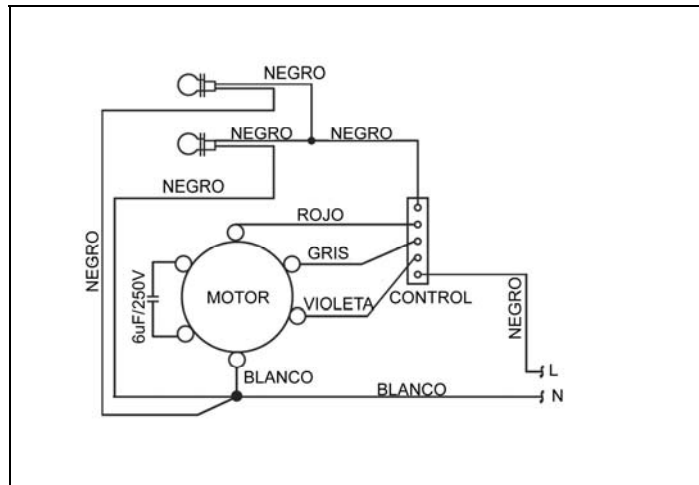 NEGRO
NEGRO NEGRO
NEGRO
ROJO
GRIS
NEGRO
MOTOR
6uF/250V
VIOLETA
CONTROL
NEGRO
BLANCO
L
BLANCO
N